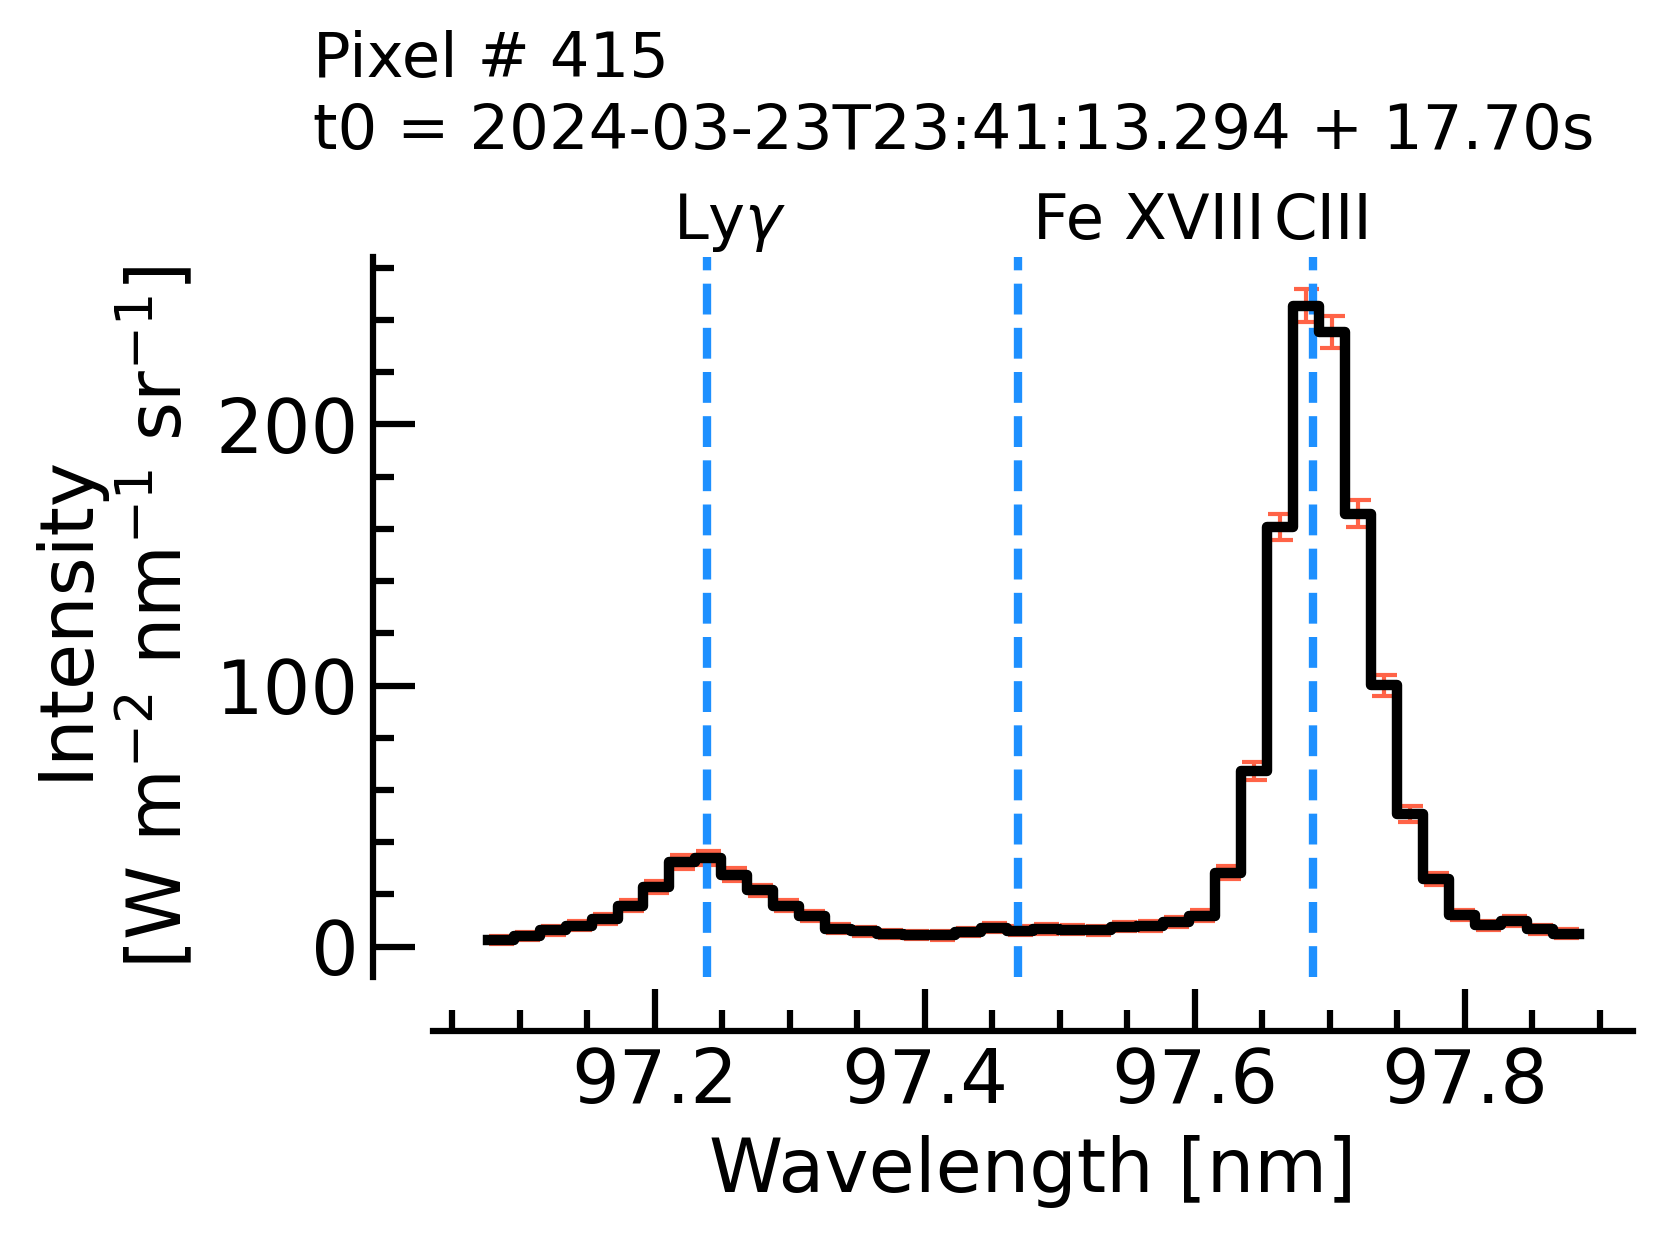 Pixel # 415
t0 = 2024-03-23T23:41:13.294 + 17.70s
Lyγ Fe XVIII CIII
Intensity
[W m⁻² nm⁻¹ sr⁻¹]
200
100
0
97.2 97.4 97.6 97.8
Wavelength [nm]